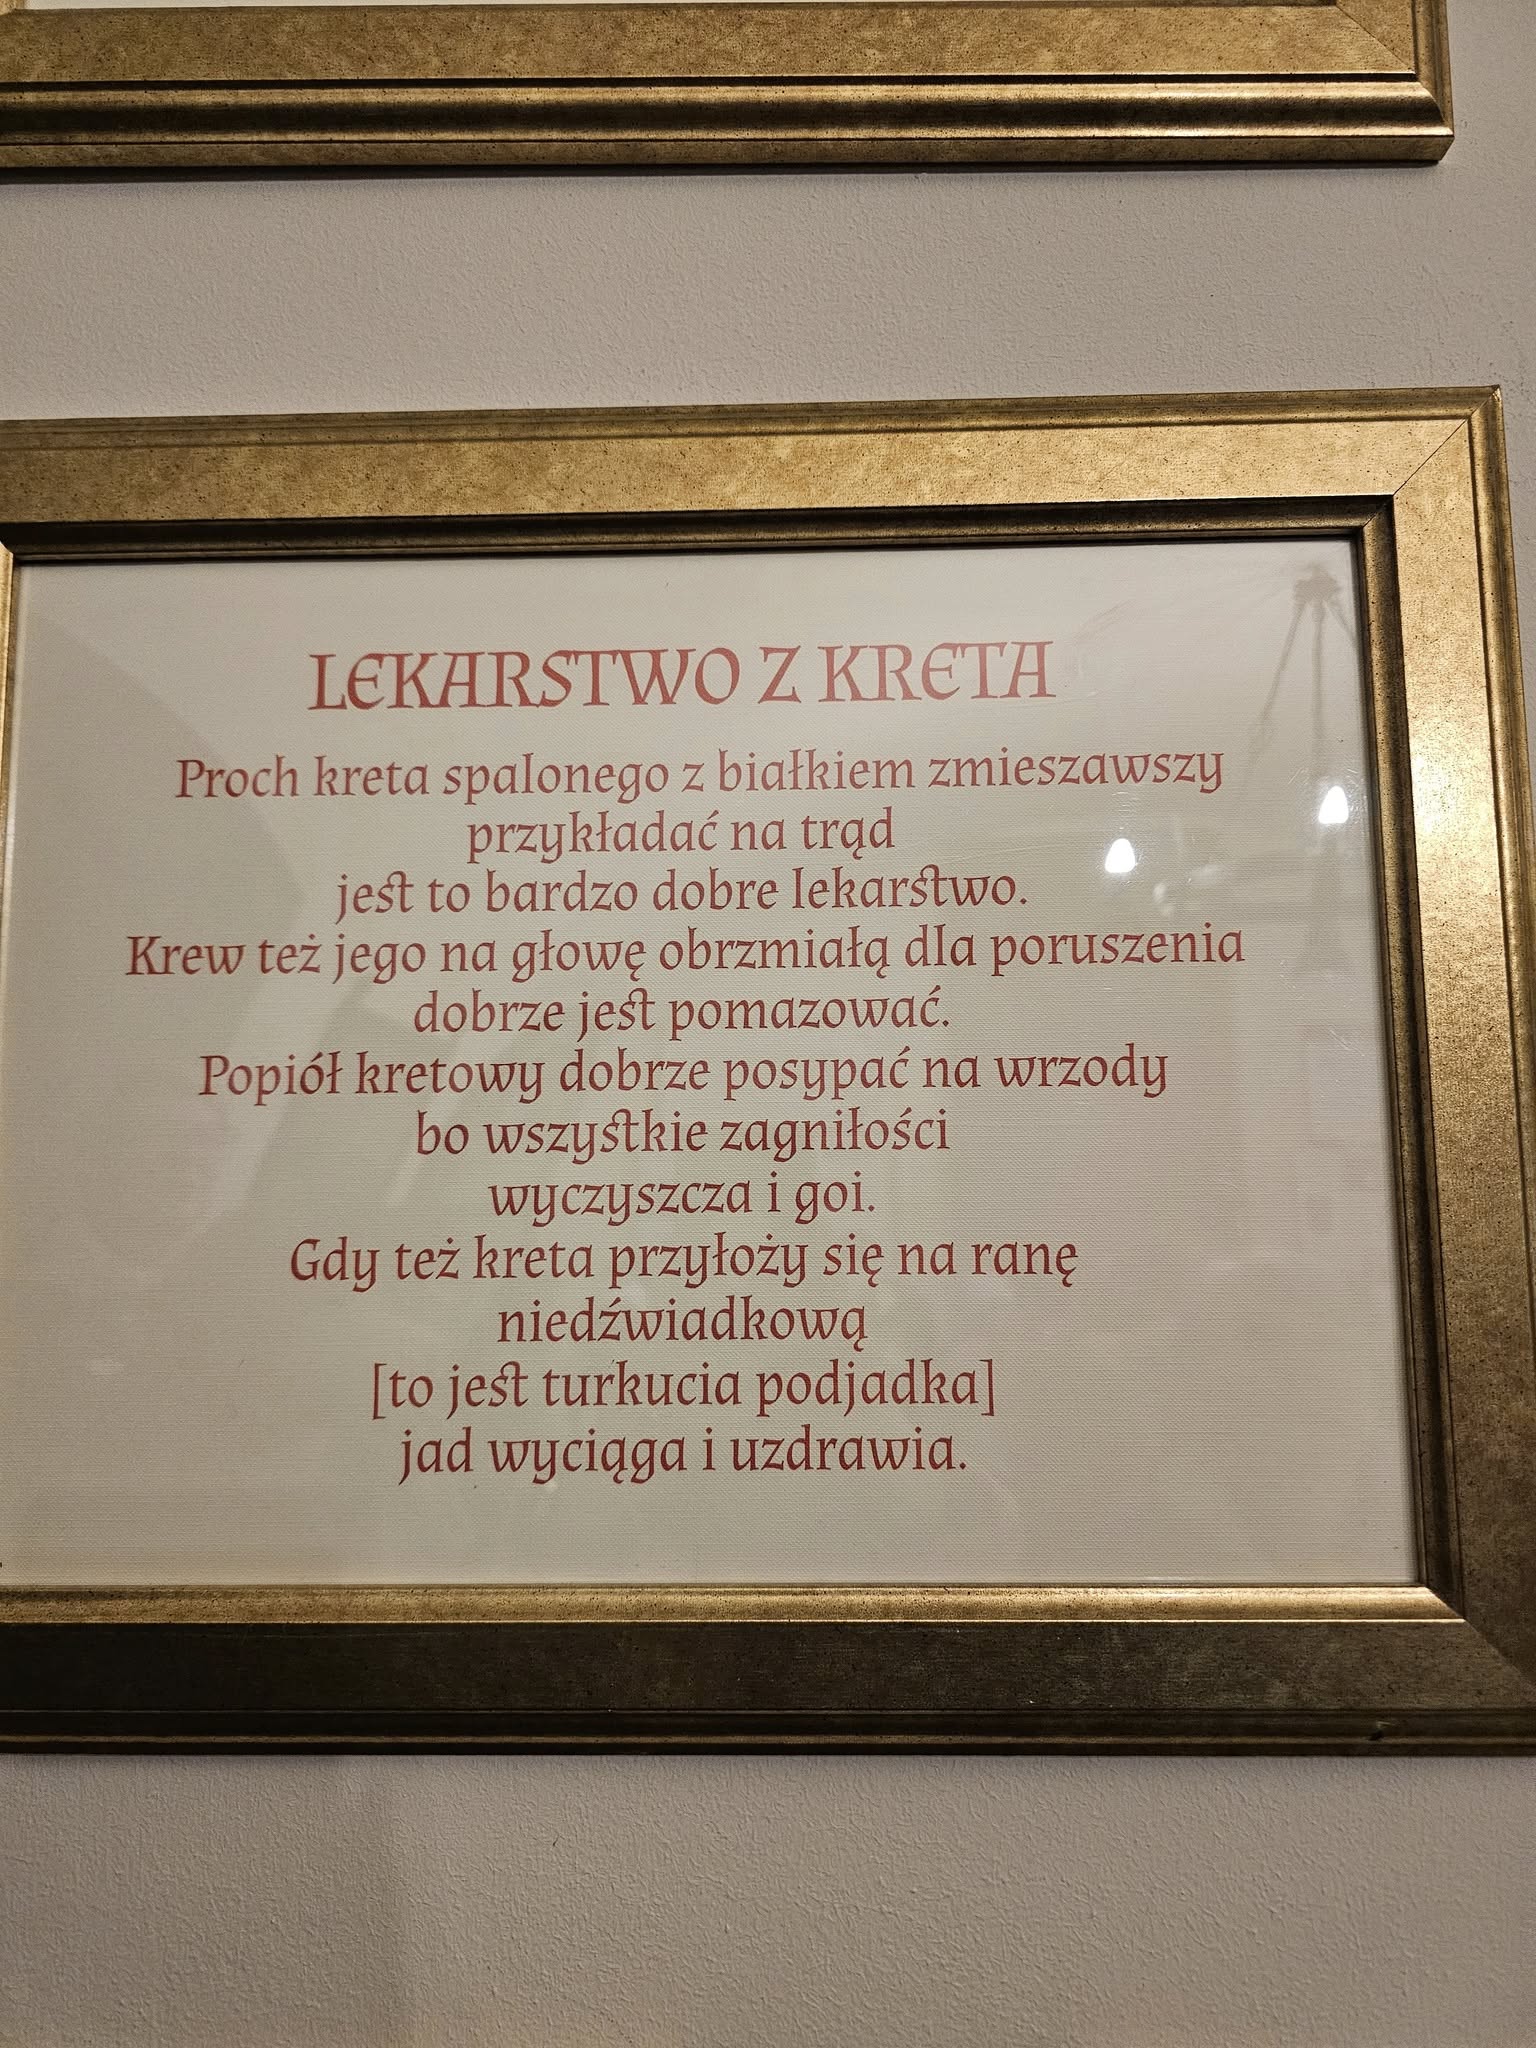 LEKARSTWO Z KRETA
Proch kreta spalonego z białkiem zmieszawszy
przykładać na trąd
jest to bardzo dobre lekarstwo.
Krew też jego na głowę obrzmiałą dla poruszenia
dobrze jest pomazować.
Popiół kretowy dobrze posypać na wrzody
bo wszystkie zagniłości
wyczyszcza i goi.
Gdy też kreta przyłoży się na ranę
niedźwiadkową
[to jest turkucia podjadka]
jad wyciąga i uzdrawia.